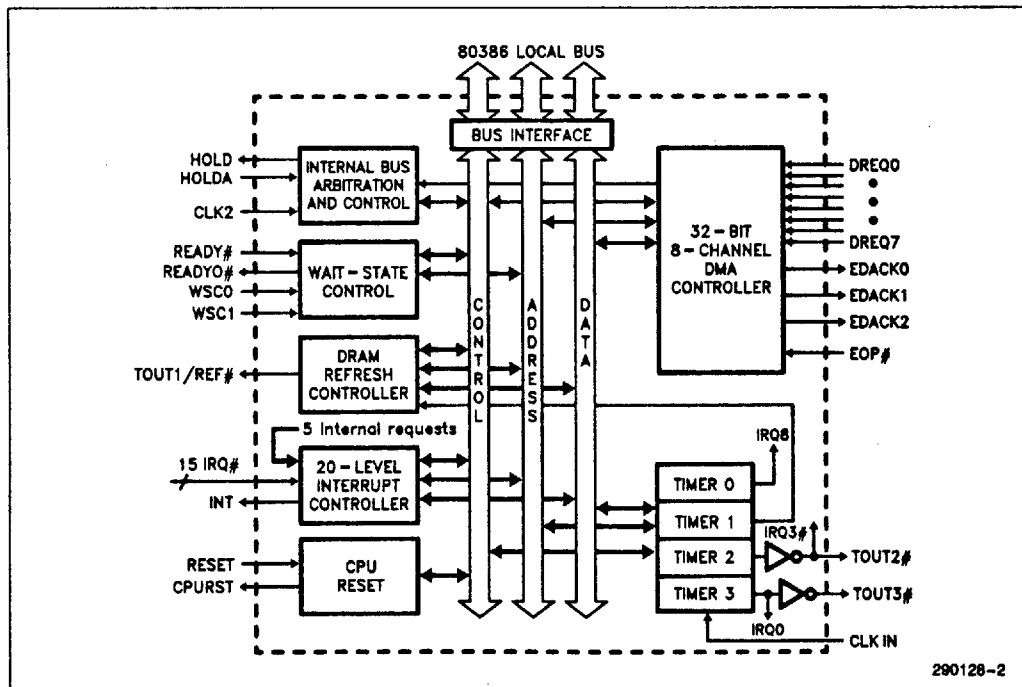 80386 LOCAL BUS
BUS INTERFACE
HOLD
HOLDA
CLK2
INTERNAL BUS
ARBITRATION
AND CONTROL
READY#
READYO#
WSC0
WSC1
WAIT-STATE
CONTROL
TOUT1/REF#
DRAM
REFRESH
CONTROLLER
5 Internal requests
15 IRQ#
INT
20-LEVEL
INTERRUPT
CONTROLLER
RESET
CPURST
CPU
RESET
CONTROL
ADDRESS
DATA
32-BIT
8-CHANNEL
DMA
CONTROLLER
DREQ0
DREQ7
EDACK0
EDACK1
EDACK2
EOP#
IRQ8
TIMER 0
TIMER 1
TIMER 2
TIMER 3
IRQ3#
TOUT2#
TOUT3#
IRQ0
CLKIN
290128-2